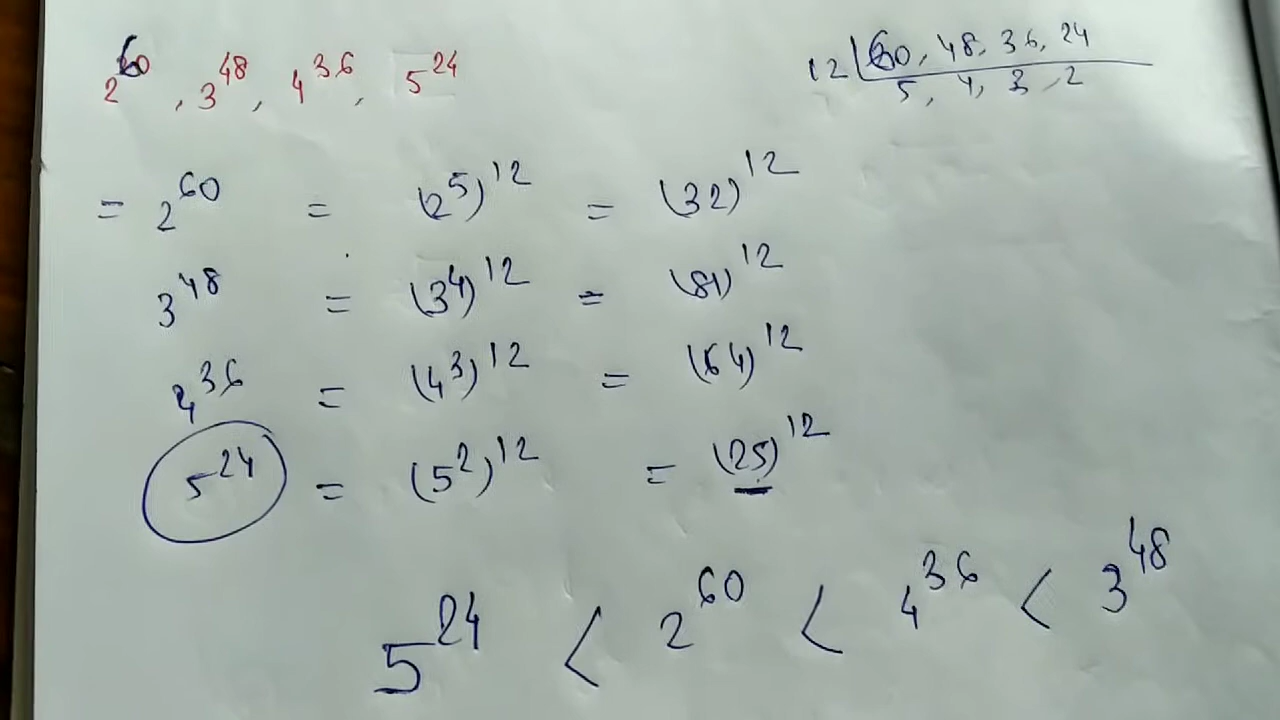 2^60, 3^48, 4^36, 5^24
12 | 60, 48, 36, 24
5, 4, 3, 2
= 2^60 = (2^5)^12 = (32)^12
3^48 = (3^4)^12 = (81)^12
4^36 = (4^3)^12 = (64)^12
5^24 = (5^2)^12 = (25)^12
5^24 < 2^60 < 4^36 < 3^48